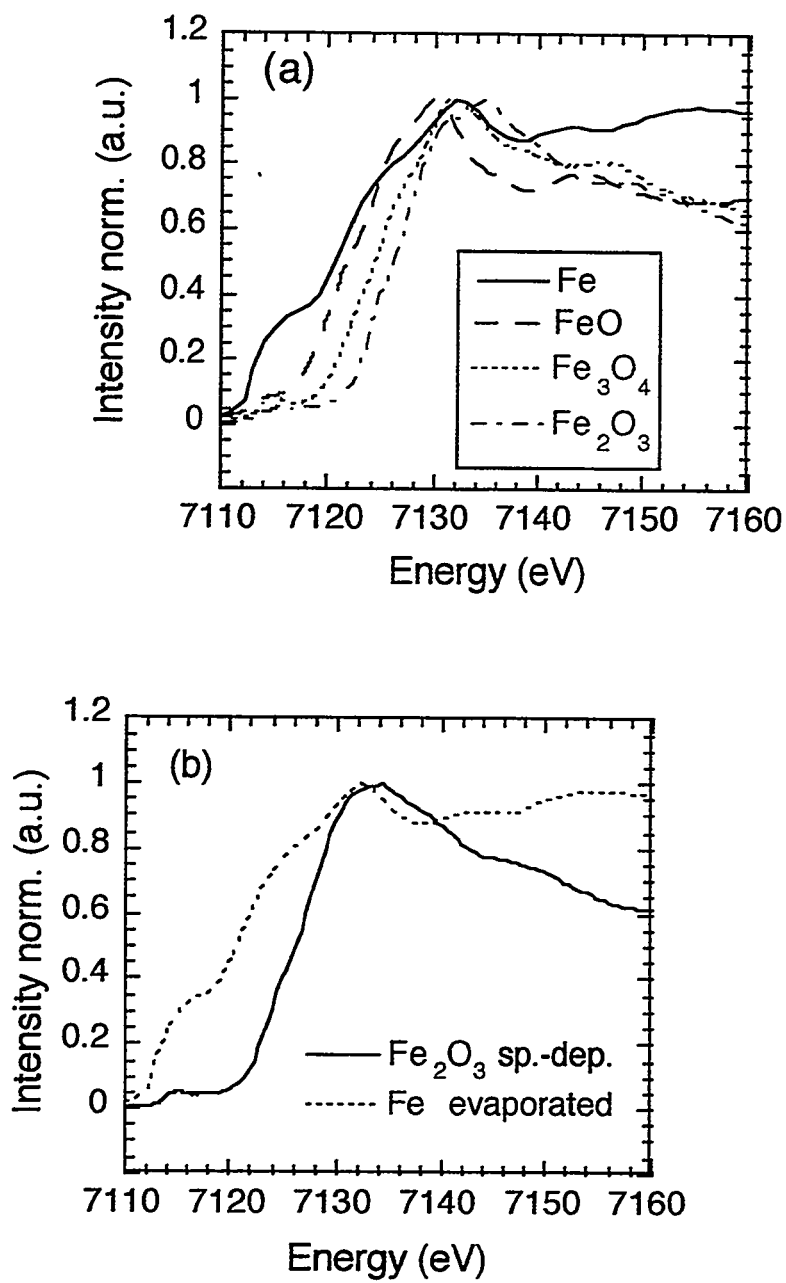 1.2
(a)
1
0.8
0.6
0.4
0.2
0
Intensity norm. (a.u.)
Fe
FeO
Fe3O4
Fe2O3
7110 7120 7130 7140 7150 7160
Energy (eV)
1.2
(b)
1
0.8
0.6
0.4
0.2
0
Intensity norm. (a.u.)
Fe2O3 sp.-dep.
Fe evaporated
7110 7120 7130 7140 7150 7160
Energy (eV)